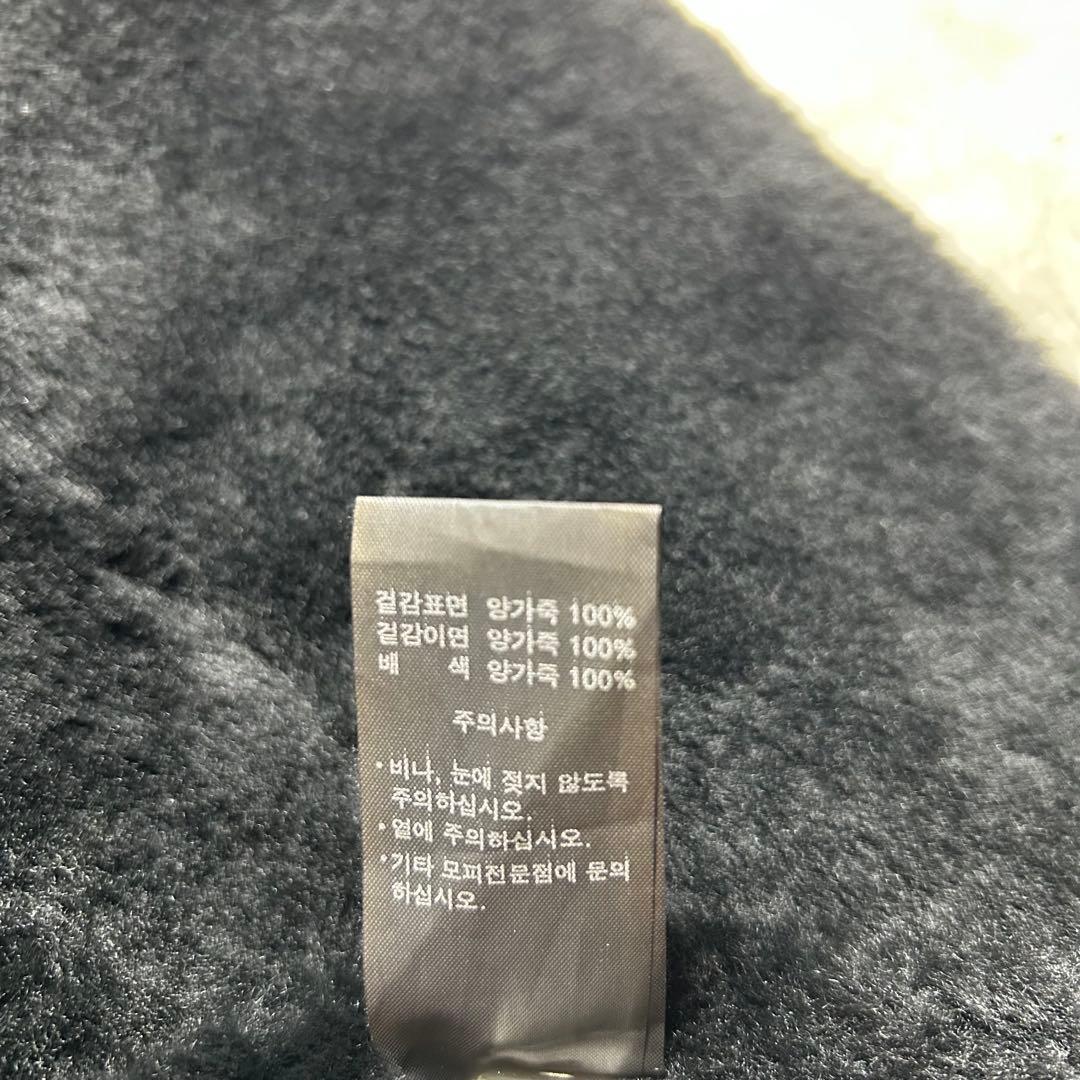 겉감표면 양가죽 100%
겉감이면 양가죽 100%
배 색 양가죽 100%
주의사항
·비나, 눈에 젖지 않도록
주의하십시오.
·열에 주의하십시오.
·기타 모피전문점에 문의
하십시오.